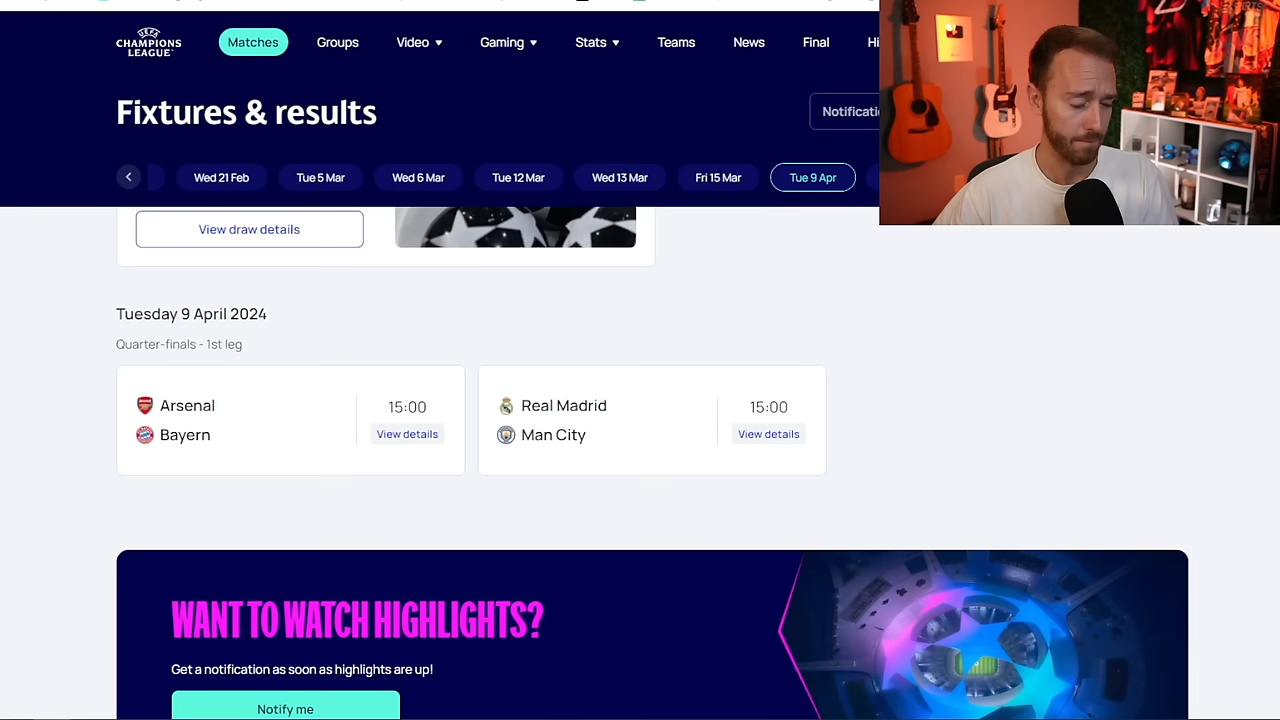 UEFA
CHAMPIONS
LEAGUE
Matches
Groups
Video
Gaming
Stats
Teams
News
Final
Fixtures & results
Wed 21 Feb
Tue 5 Mar
Wed 6 Mar
Tue 12 Mar
Wed 13 Mar
Fri 15 Mar
Tue 9 Apr
View draw details
Tuesday 9 April 2024
Quarter-finals - 1st leg
Arsenal
Bayern
15:00
View details
Real Madrid
Man City
15:00
View details
WANT TO WATCH HIGHLIGHTS?
Get a notification as soon as highlights are up!
Notify me